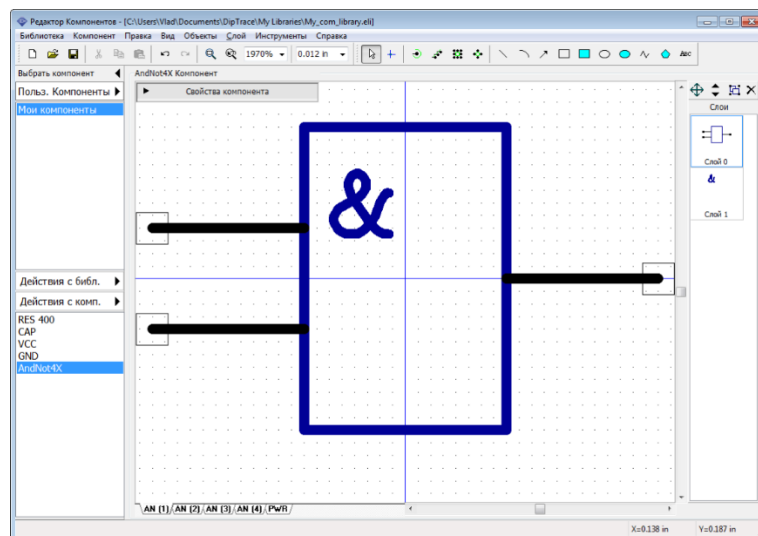 Редактор Компонентов - [C:\Users\Vlad\Documents\DipTrace\My Libraries\My_com_library.eli]
Библиотека Компонент Правка Вид Объекты Слой Инструменты Справка
1970% 0.012 in ABC
Выбрать компонент AndNot4X Компонент
Польз. Компоненты Свойства компонента
Мои компоненты
Слои
Слой 0
&
Слой 1
&
Действия с библ.
Действия с комп.
RES 400
CAP
VCC
GND
AndNot4X
AN (1) AN (2) AN (3) AN (4) PWR
X=0.138 in Y=0.187 in